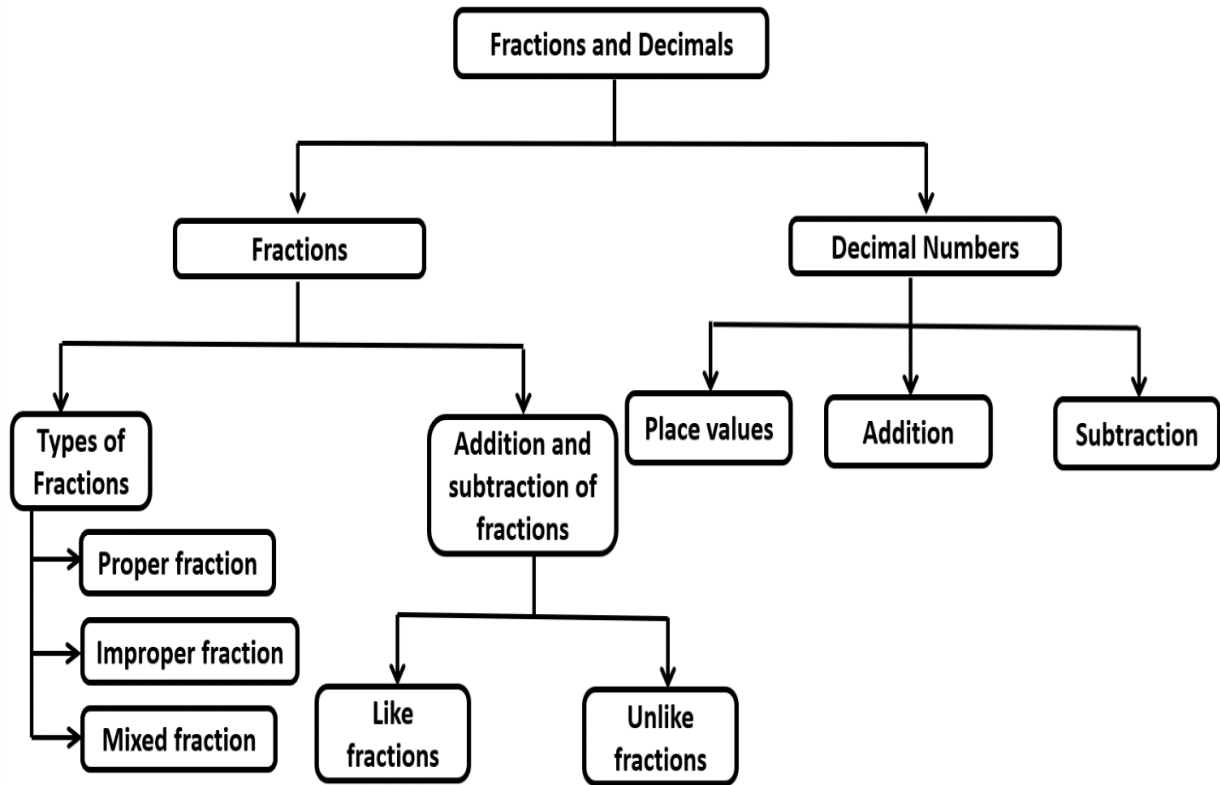 Fractions and Decimals
Fractions
Decimal Numbers
Types of
Fractions
Addition and
subtraction of
fractions
Place values
Addition
Subtraction
Proper fraction
Improper fraction
Mixed fraction
Like
fractions
Unlike
fractions